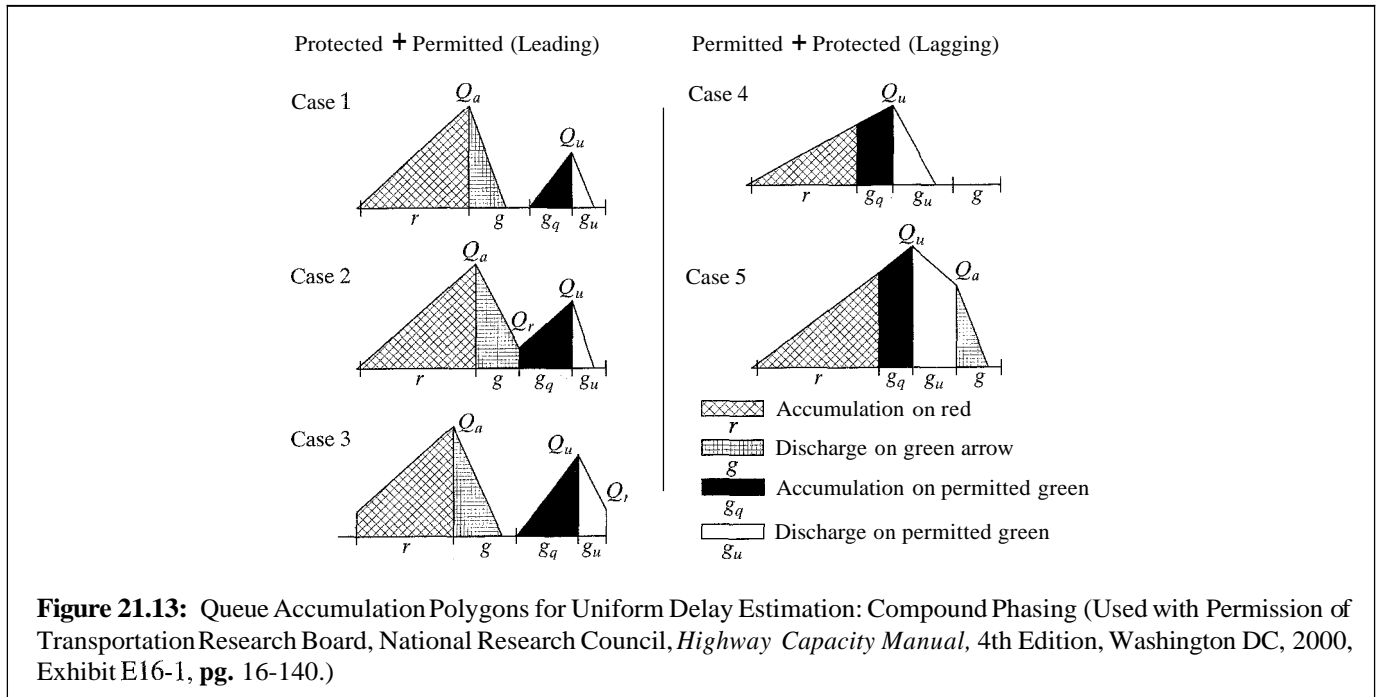 Protected + Permitted (Leading)
Case 1
Q_a
Q_u
r g g_q g_u
Case 2
Q_a
Q_r
Q_u
r g g_q g_u
Case 3
Q_a
Q_u
Q_r
r g g_q g_u
Permitted + Protected (Lagging)
Case 4
Q_u
r g_q g_u g
Case 5
Q_u
Q_a
r g_q g_u g
r Accumulation on red
g Discharge on green arrow
g_q Accumulation on permitted green
g_u Discharge on permitted green
Figure 21.13: Queue Accumulation Polygons for Uniform Delay Estimation: Compound Phasing (Used with Permission of
Transportation Research Board, National Research Council, Highway Capacity Manual, 4th Edition, Washington DC, 2000,
Exhibit E16-1, pg. 16-140.)